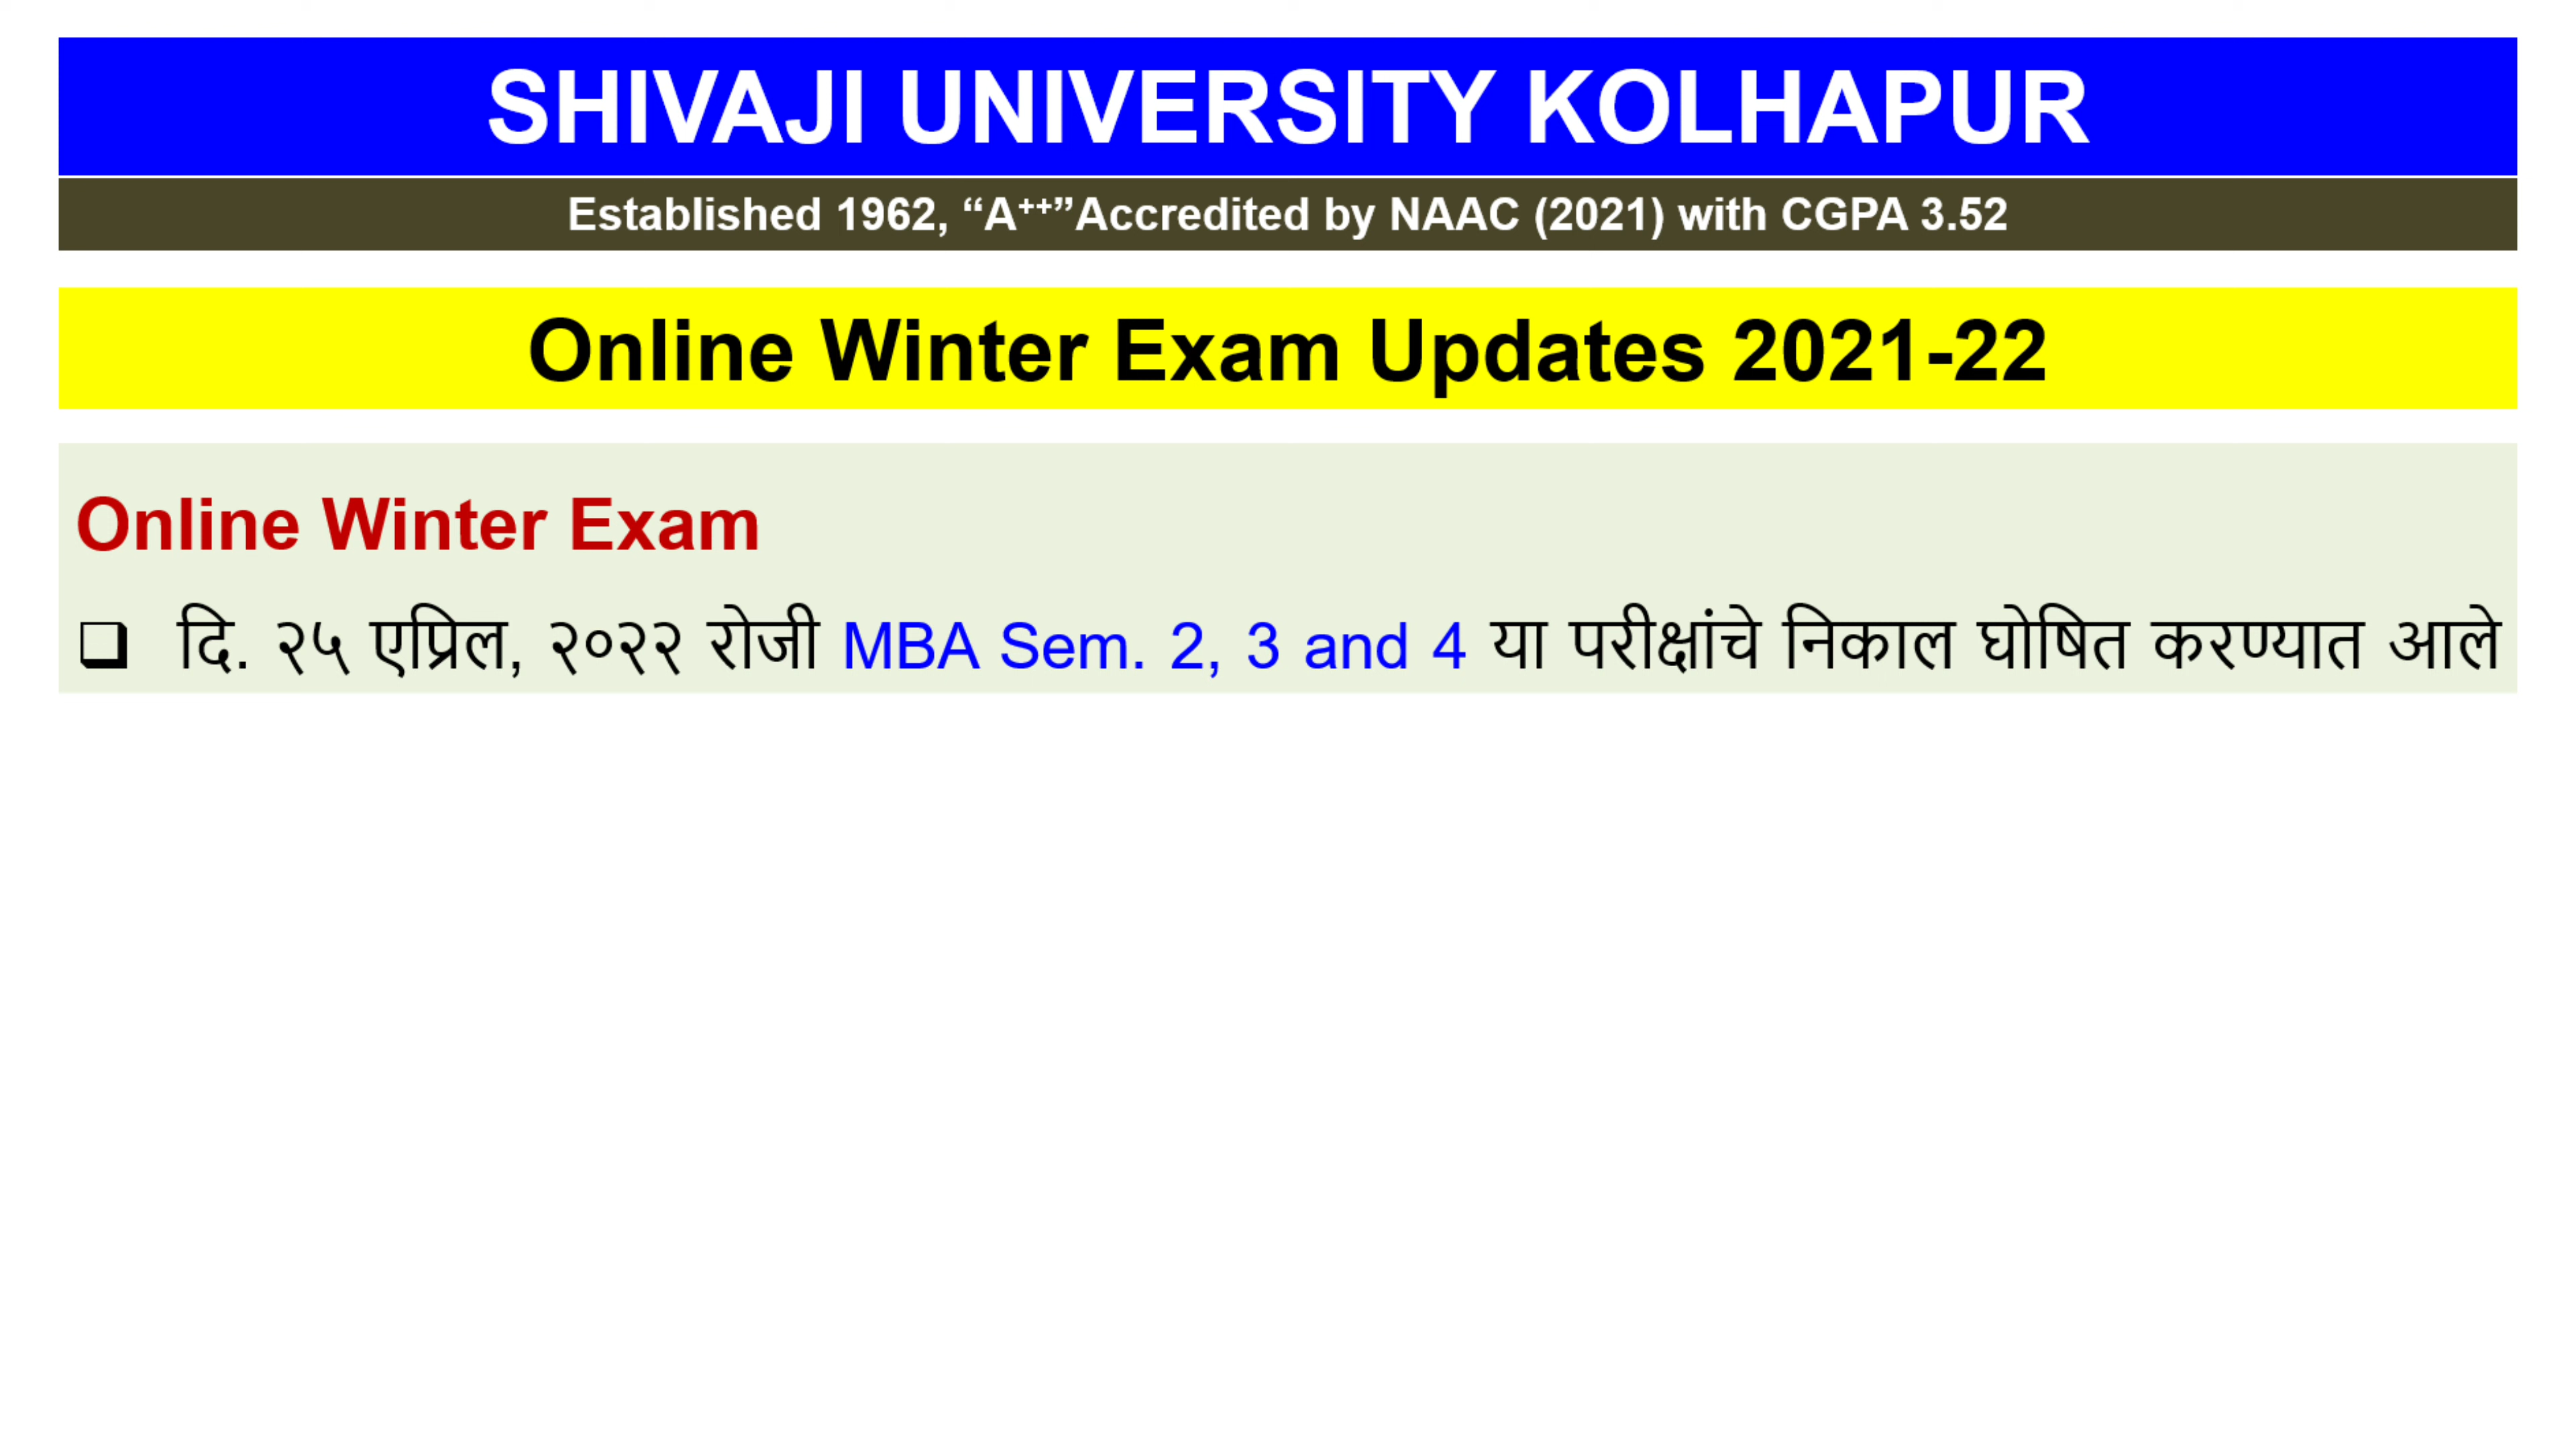 SHIVAJI UNIVERSITY KOLHAPUR
Established 1962, “A++”Accredited by NAAC (2021) with CGPA 3.52
Online Winter Exam Updates 2021-22
Online Winter Exam
❑ दि. २५ एप्रिल, २०२२ रोजी MBA Sem. 2, 3 and 4 या परीक्षांचे निकाल घोषित करण्यात आले